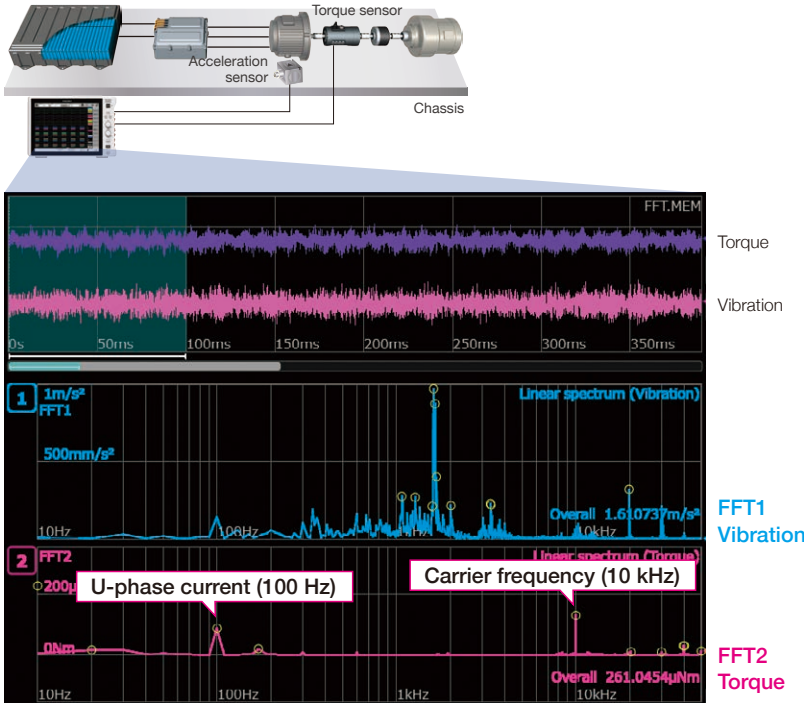 Torque sensor
Acceleration
sensor
Chassis
FFT.MEM
Torque
Vibration
0s 50ms 100ms 150ms 200ms 250ms 300ms 350ms
1 1m/s² Linear spectrum (Vibration)
FFT1
500mm/s²
Overall 1.610737m/s²
10Hz 100Hz 1kHz 10kHz
FFT1
Vibration
2 FFT2 Linear spectrum (Torque)
200µ
U-phase current (100 Hz)
Carrier frequency (10 kHz)
0Nm
Overall 261.0454µNm
10Hz 100Hz 1kHz 10kHz
FFT2
Torque